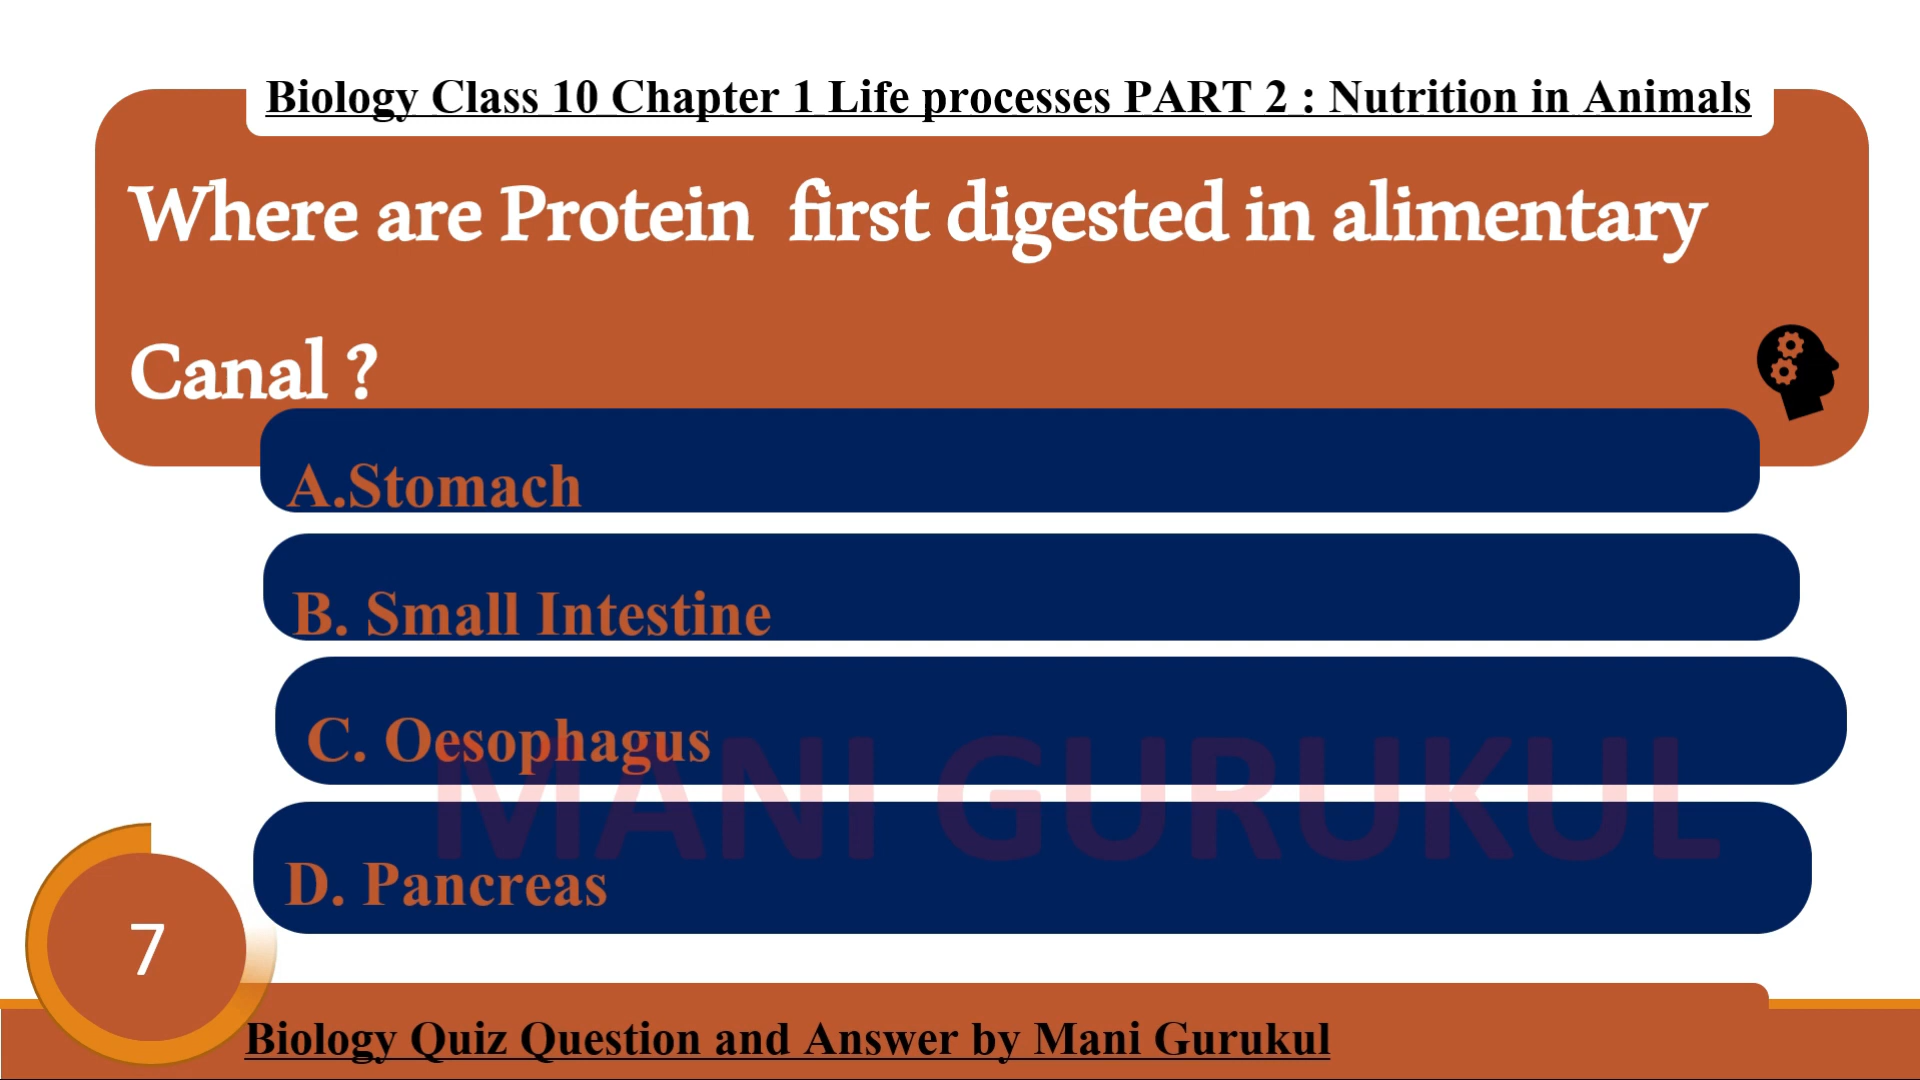 Biology Class 10 Chapter 1 Life processes PART 2 : Nutrition in Animals
Where are Protein first digested in alimentary
Canal ?
A.Stomach
B. Small Intestine
C. Oesophagus
MANI GURUKUL
D. Pancreas
7
Biology Quiz Question and Answer by Mani Gurukul